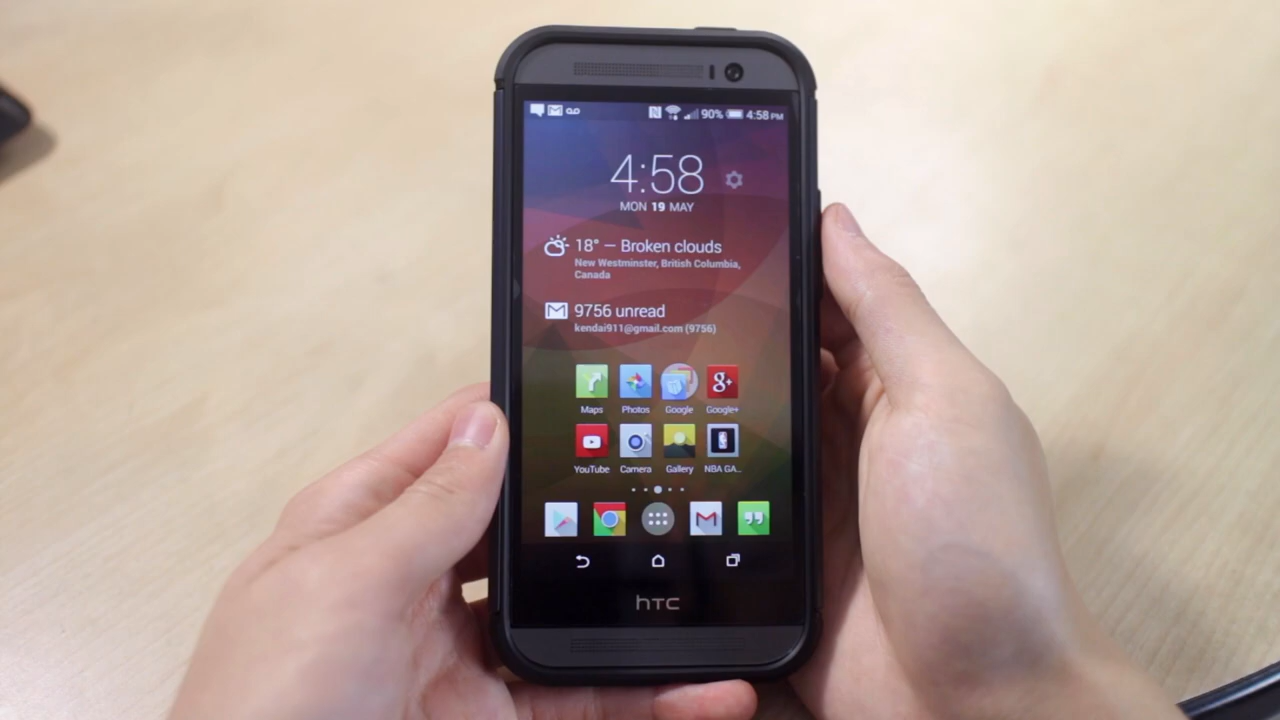 90% 4:58 PM
4:58
MON 19 MAY
18° — Broken clouds
New Westminster, British Columbia,
Canada
9756 unread
kendai911@gmail.com (9756)
Maps Photos Google Google+
YouTube Camera Gallery NBA GA...
hTC